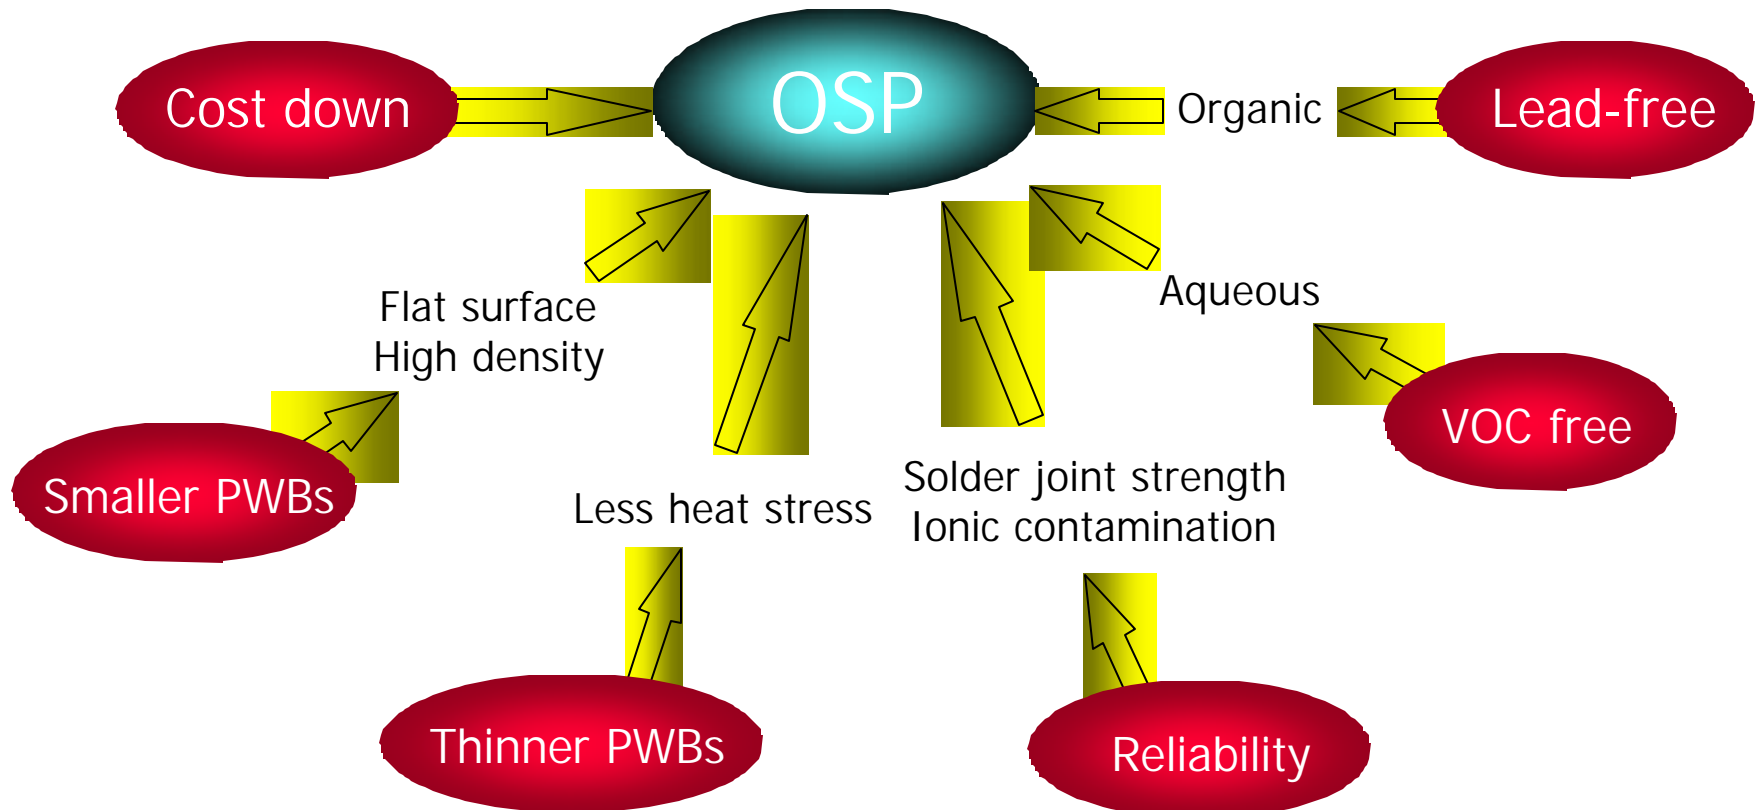 Cost down
OSP
Organic
Lead-free
Flat surface
High density
Aqueous
Smaller PWBs
VOC free
Less heat stress
Solder joint strength
Ionic contamination
Thinner PWBs
Reliability